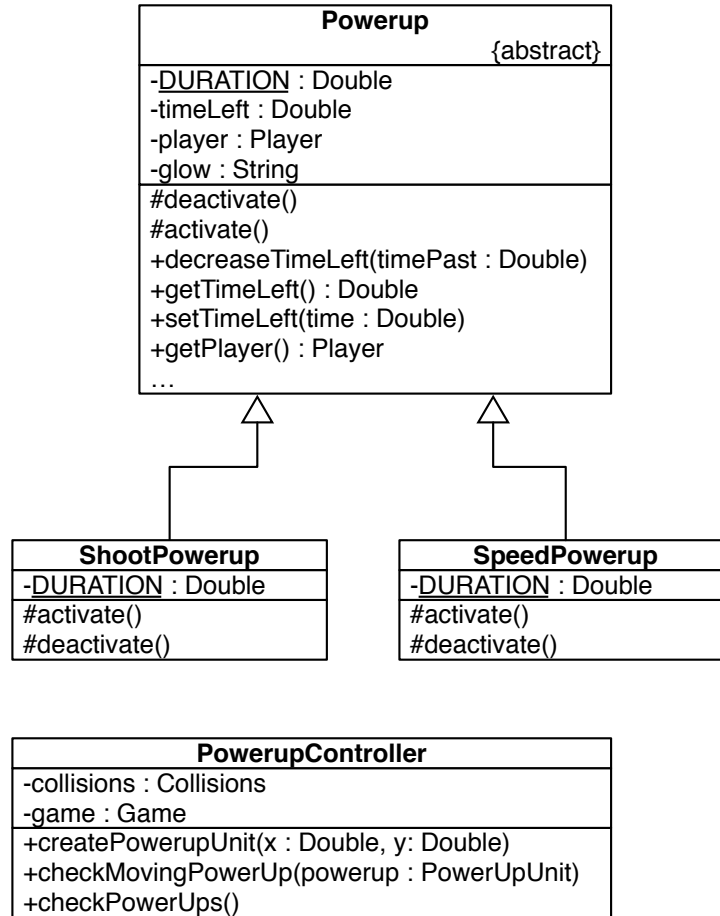 Powerup
{abstract}
-DURATION : Double
-timeLeft : Double
-player : Player
-glow : String
#deactivate()
#activate()
+decreaseTimeLeft(timePast : Double)
+getTimeLeft() : Double
+setTimeLeft(time : Double)
+getPlayer() : Player
…
ShootPowerup
-DURATION : Double
#activate()
#deactivate()
SpeedPowerup
-DURATION : Double
#activate()
#deactivate()
PowerupController
-collisions : Collisions
-game : Game
+createPowerupUnit(x : Double, y: Double)
+checkMovingPowerUp(powerup : PowerUpUnit)
+checkPowerUps()